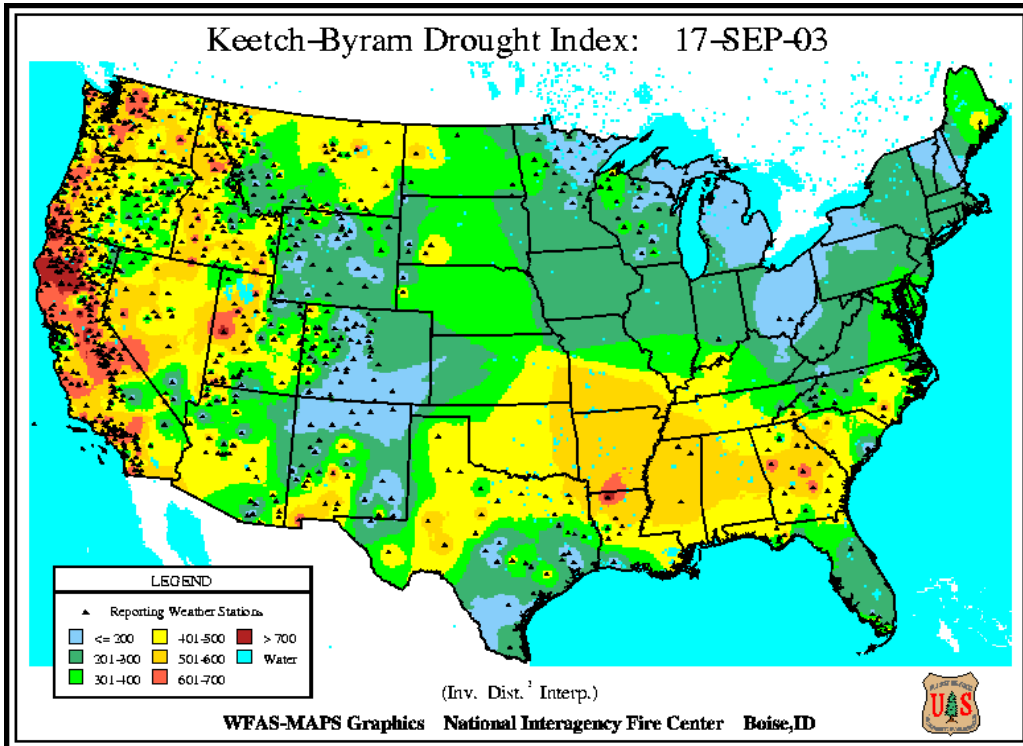 Keetch-Byram Drought Index: 17-SEP-03
LEGEND
Reporting Weather Stations
<= 200
401-500
> 700
201-300
501-600
Water
301-400
601-700
(Inv. Dist.² Interp.)
WFAS-MAPS Graphics National Interagency Fire Center Boise,ID
U S